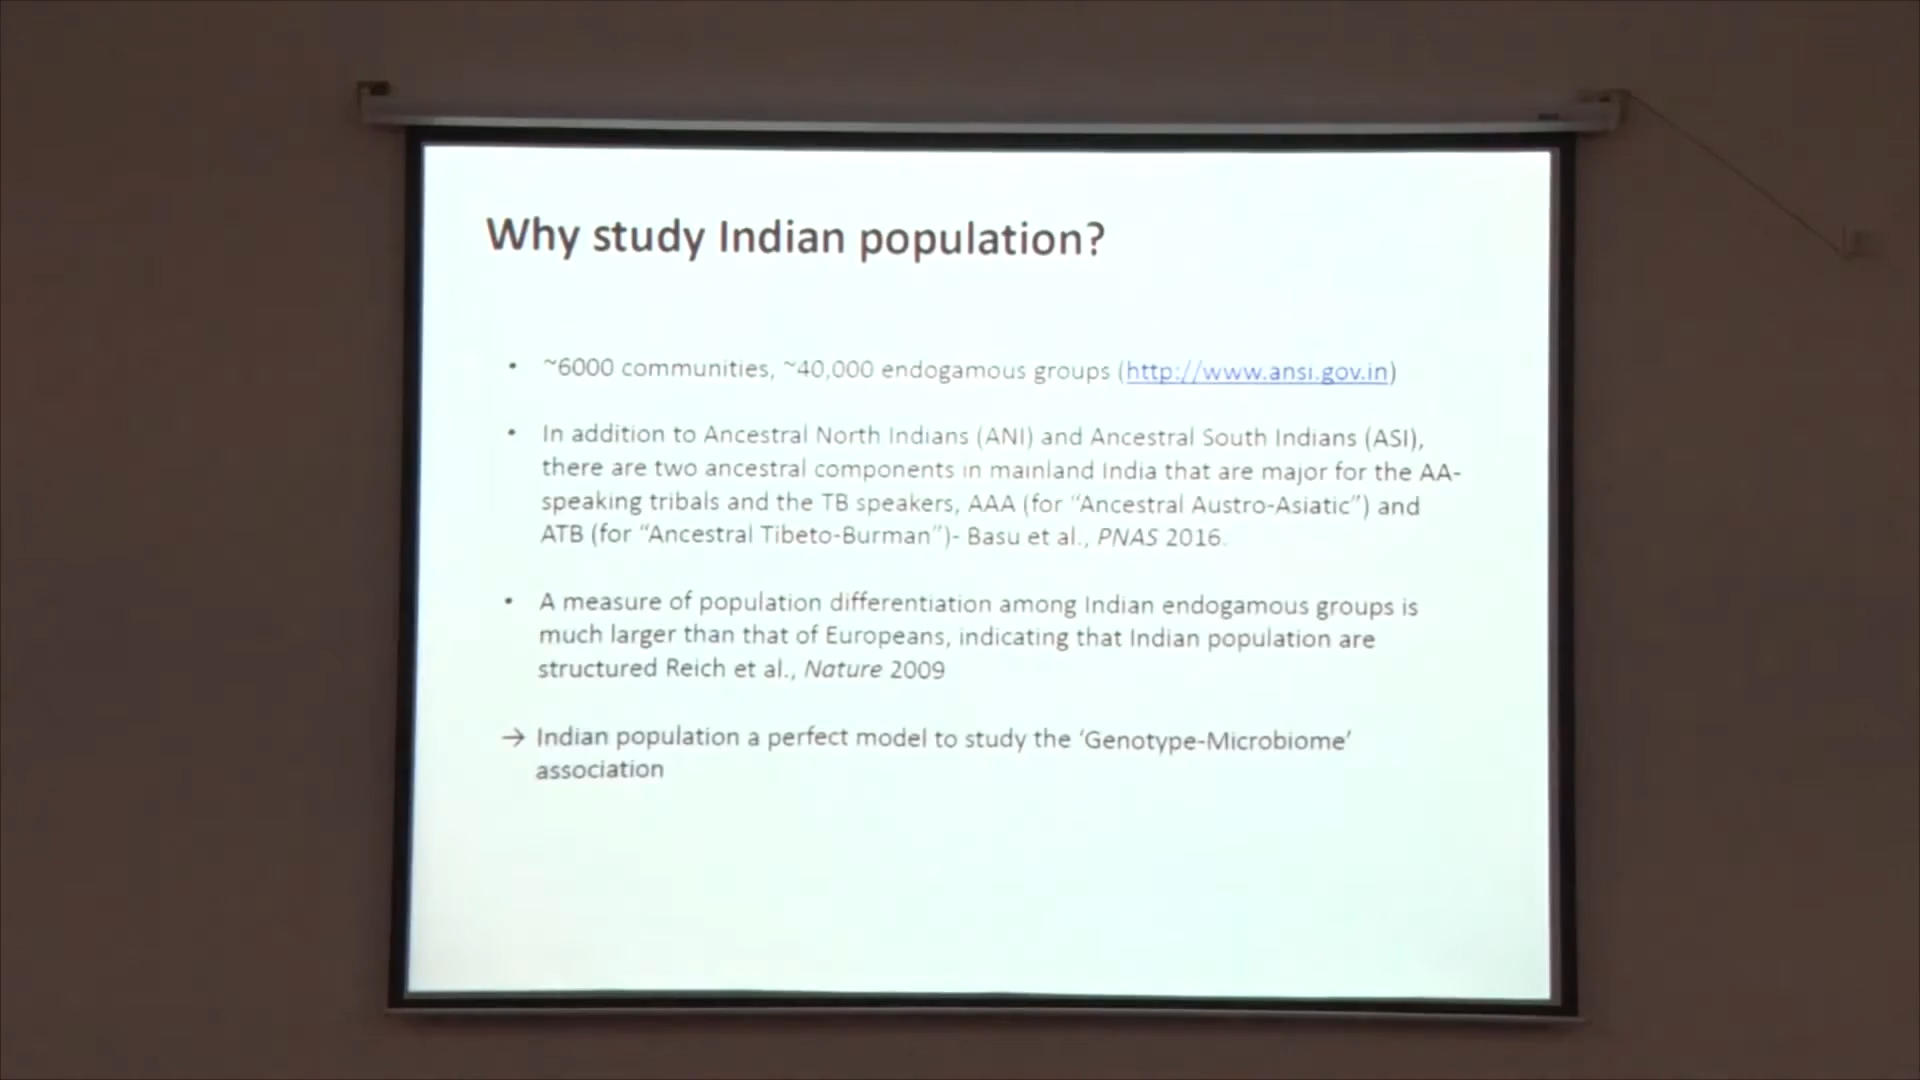 Why study Indian population?
• ~6000 communities, ~40,000 endogamous groups (http://www.ansi.gov.in)
• In addition to Ancestral North Indians (ANI) and Ancestral South Indians (ASI),
there are two ancestral components in mainland India that are major for the AA-
speaking tribals and the TB speakers, AAA (for “Ancestral Austro-Asiatic”) and
ATB (for “Ancestral Tibeto-Burman”)- Basu et al., PNAS 2016.
• A measure of population differentiation among Indian endogamous groups is
much larger than that of Europeans, indicating that Indian population are
structured Reich et al., Nature 2009
→ Indian population a perfect model to study the ‘Genotype-Microbiome’
association